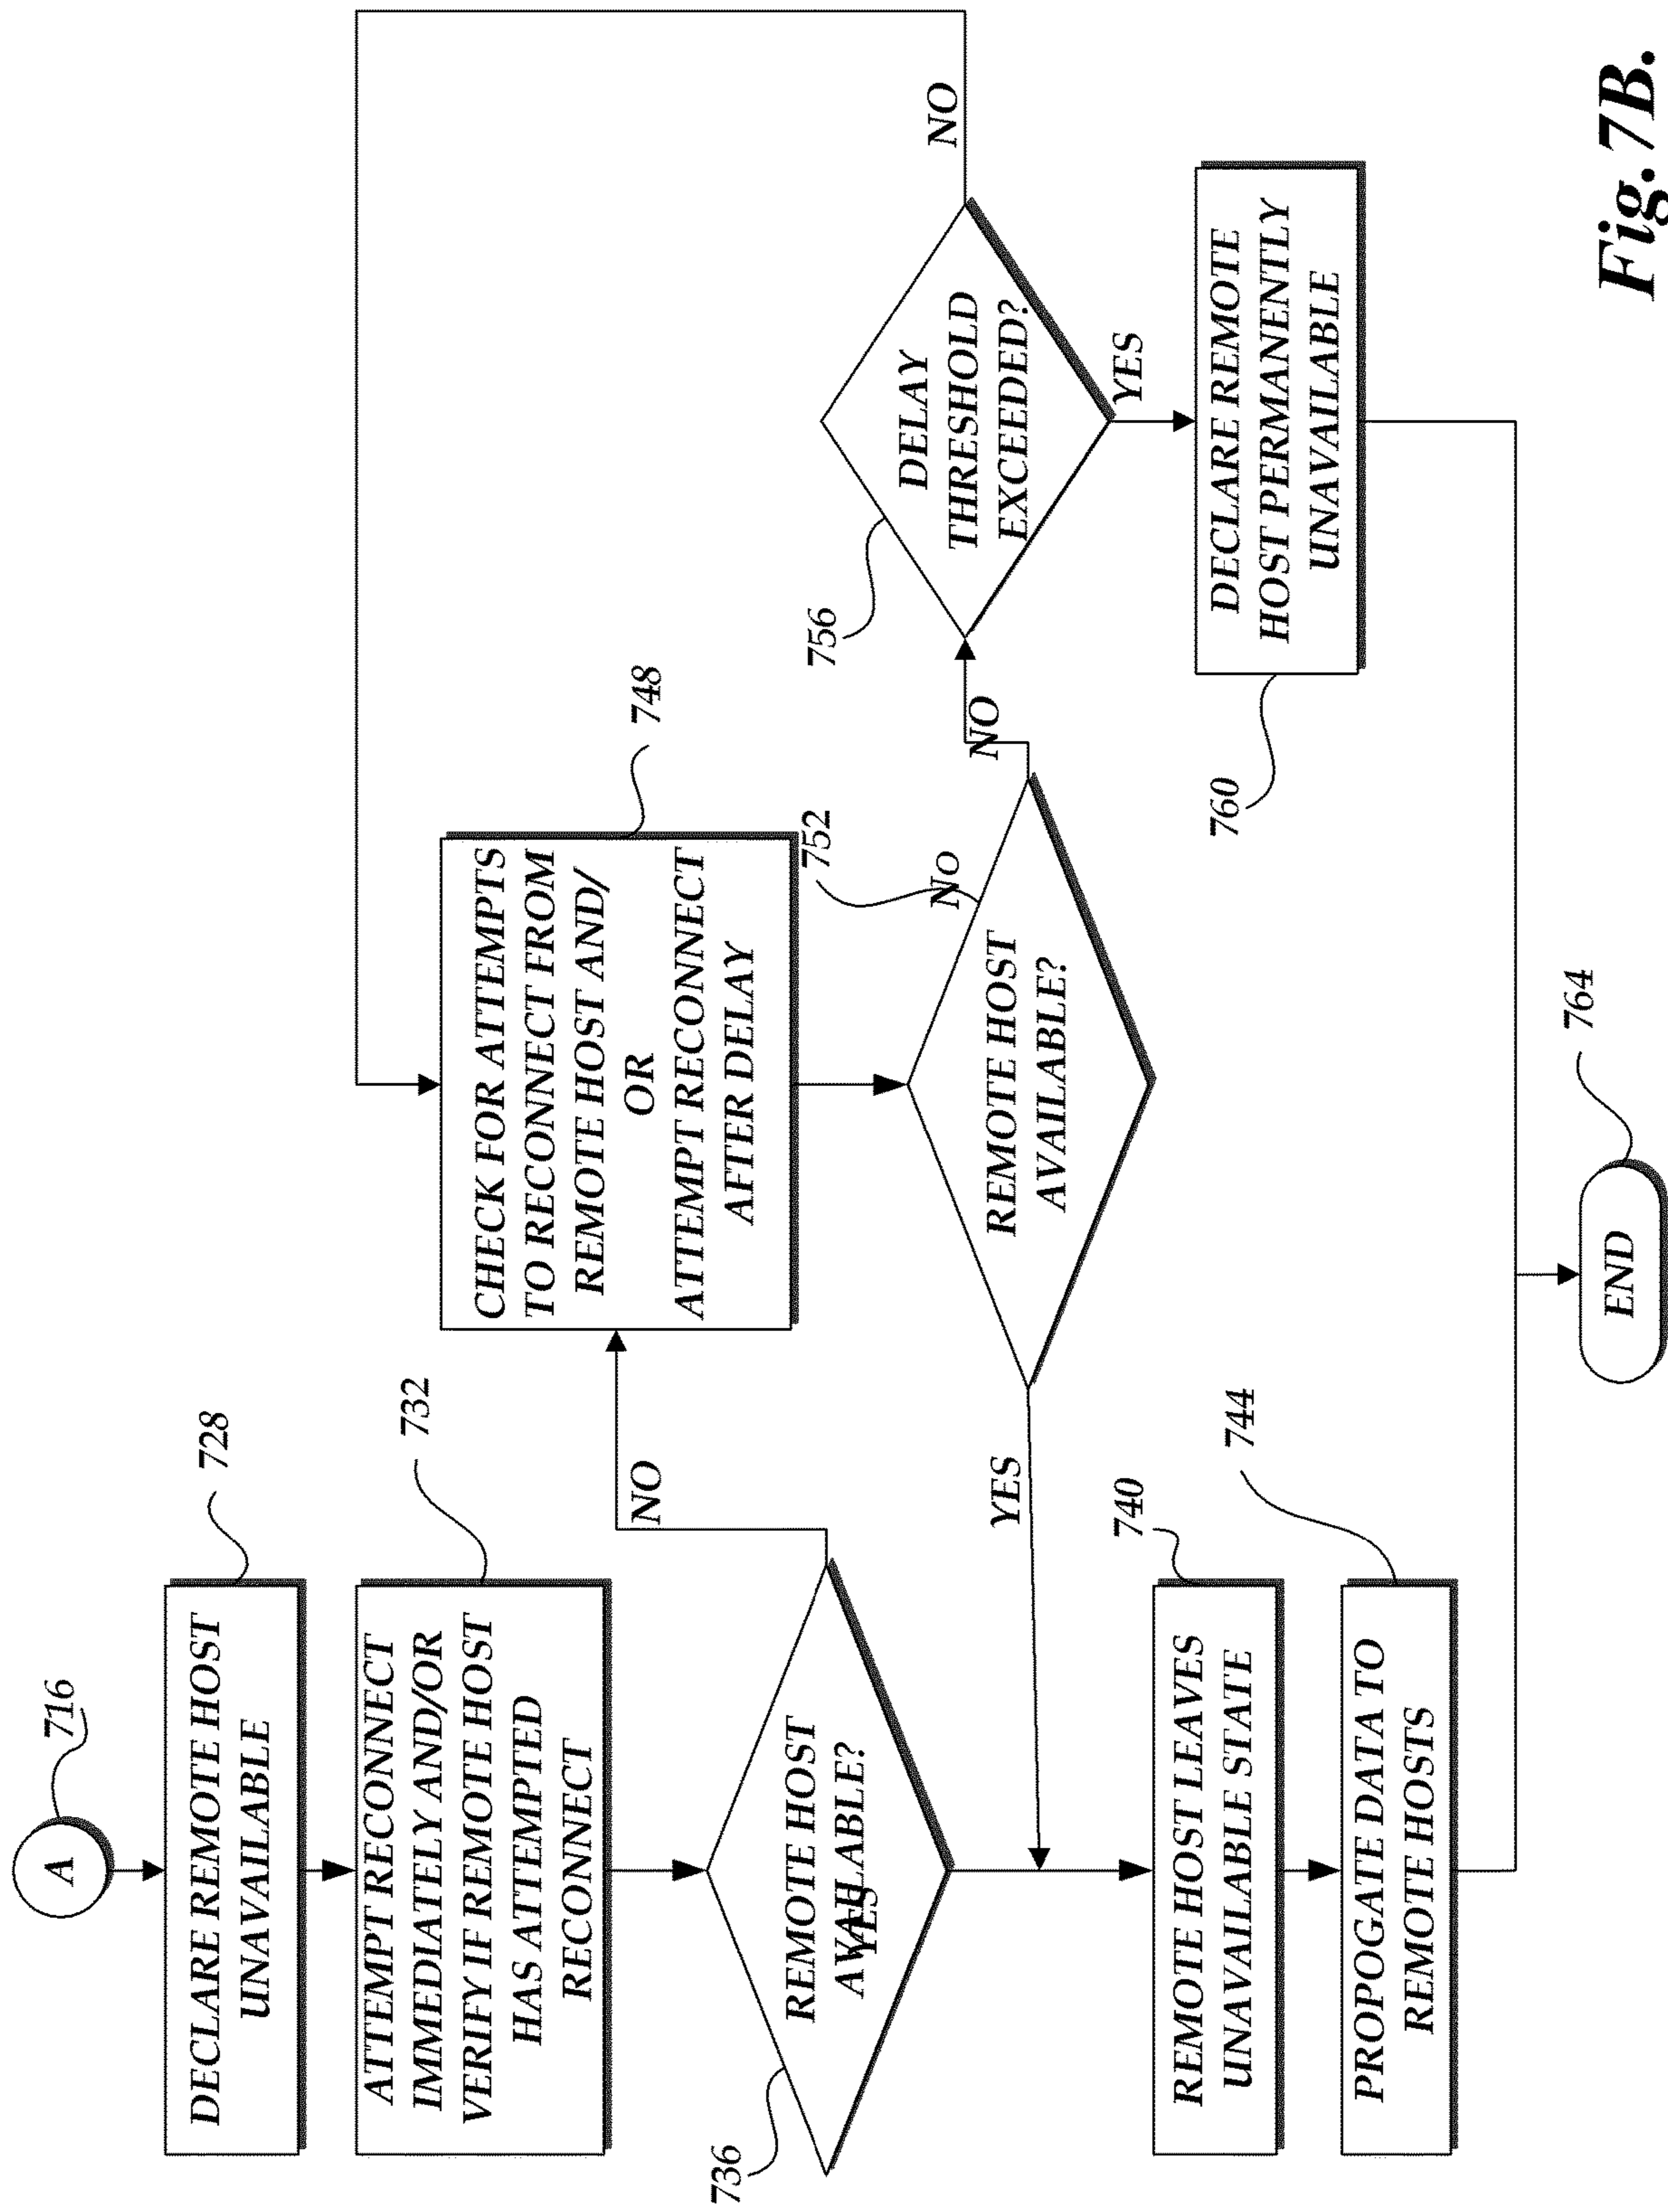 A
716
DECLARE REMOTE HOST
UNAVAILABLE
728
ATTEMPT RECONNECT
IMMEDIATELY AND/OR
VERIFY IF REMOTE HOST
HAS ATTEMPTED
RECONNECT
732
REMOTE HOST
AVAILABLE?
YES
736
NO
CHECK FOR ATTEMPTS
TO RECONNECT FROM
REMOTE HOST AND/
OR
ATTEMPT RECONNECT
AFTER DELAY
748
752
NO
REMOTE HOST
AVAILABLE?
YES
NO
DELAY
THRESHOLD
EXCEEDED?
756
NO
YES
DECLARE REMOTE
HOST PERMANENTLY
UNAVAILABLE
760
REMOTE HOST LEAVES
UNAVAILABLE STATE
740
PROPOGATE DATA TO
REMOTE HOSTS
744
END
764
Fig.7B.